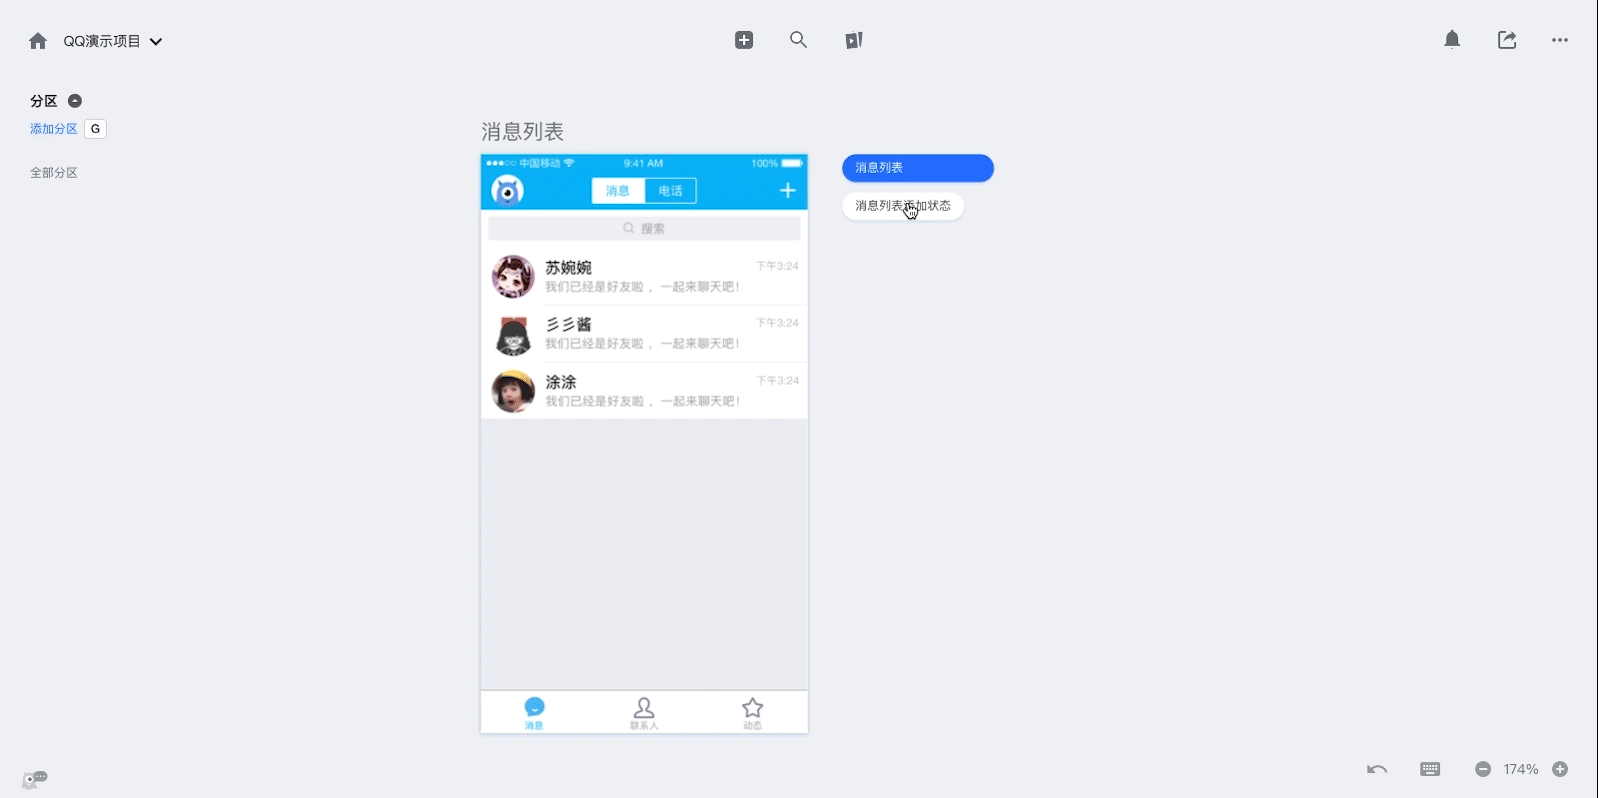 QQ演示项目
分区
添加分区 G
全部分区
消息列表
中国移动 9:41 AM 100%
消息 电话
搜索
苏婉婉 下午3:24
我们已经是好友啦，一起来聊天吧！
彡彡酱 下午3:24
我们已经是好友啦，一起来聊天吧！
涂涂 下午3:24
我们已经是好友啦，一起来聊天吧！
消息 联系人 动态
消息列表
消息列表添加状态
174%